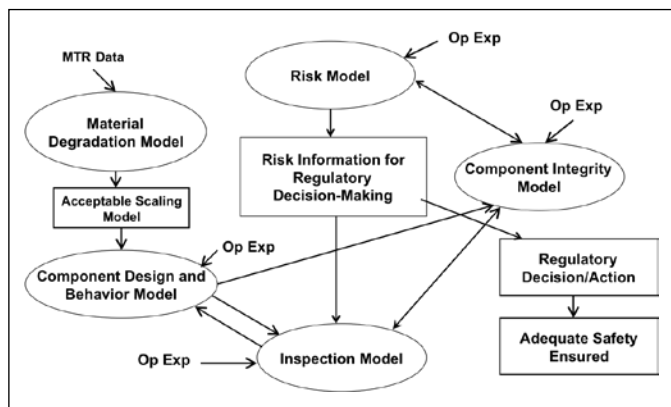 MTR Data
Op Exp
Risk Model
Op Exp
Material
Degradation Model
Risk Information for
Regulatory
Decision-Making
Component Integrity
Model
Acceptable Scaling
Model
Op Exp
Component Design and
Behavior Model
Regulatory
Decision/Action
Op Exp
Inspection Model
Adequate Safety
Ensured